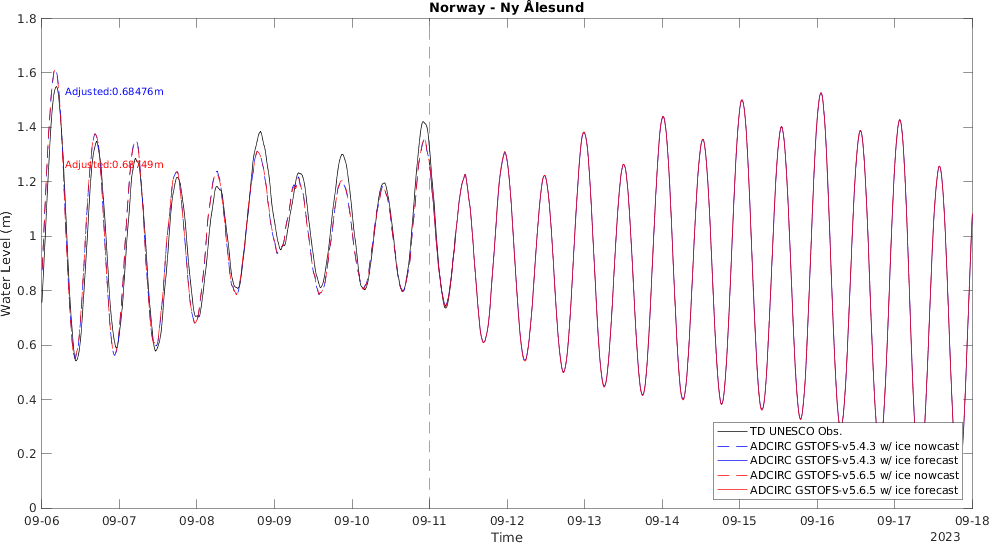 Norway - Ny Ålesund
1.8
1.6
1.4
1.2
1
0.8
0.6
0.4
0.2
0
Water Level (m)
Adjusted:0.68476m
Adjusted:0.68749m
TD UNESCO Obs.
ADCIRC GSTOFS-v5.4.3 w/ ice nowcast
ADCIRC GSTOFS-v5.4.3 w/ ice forecast
ADCIRC GSTOFS-v5.6.5 w/ ice nowcast
ADCIRC GSTOFS-v5.6.5 w/ ice forecast
09-06 09-07 09-08 09-09 09-10 09-11 09-12 09-13 09-14 09-15 09-16 09-17 09-18
Time
2023